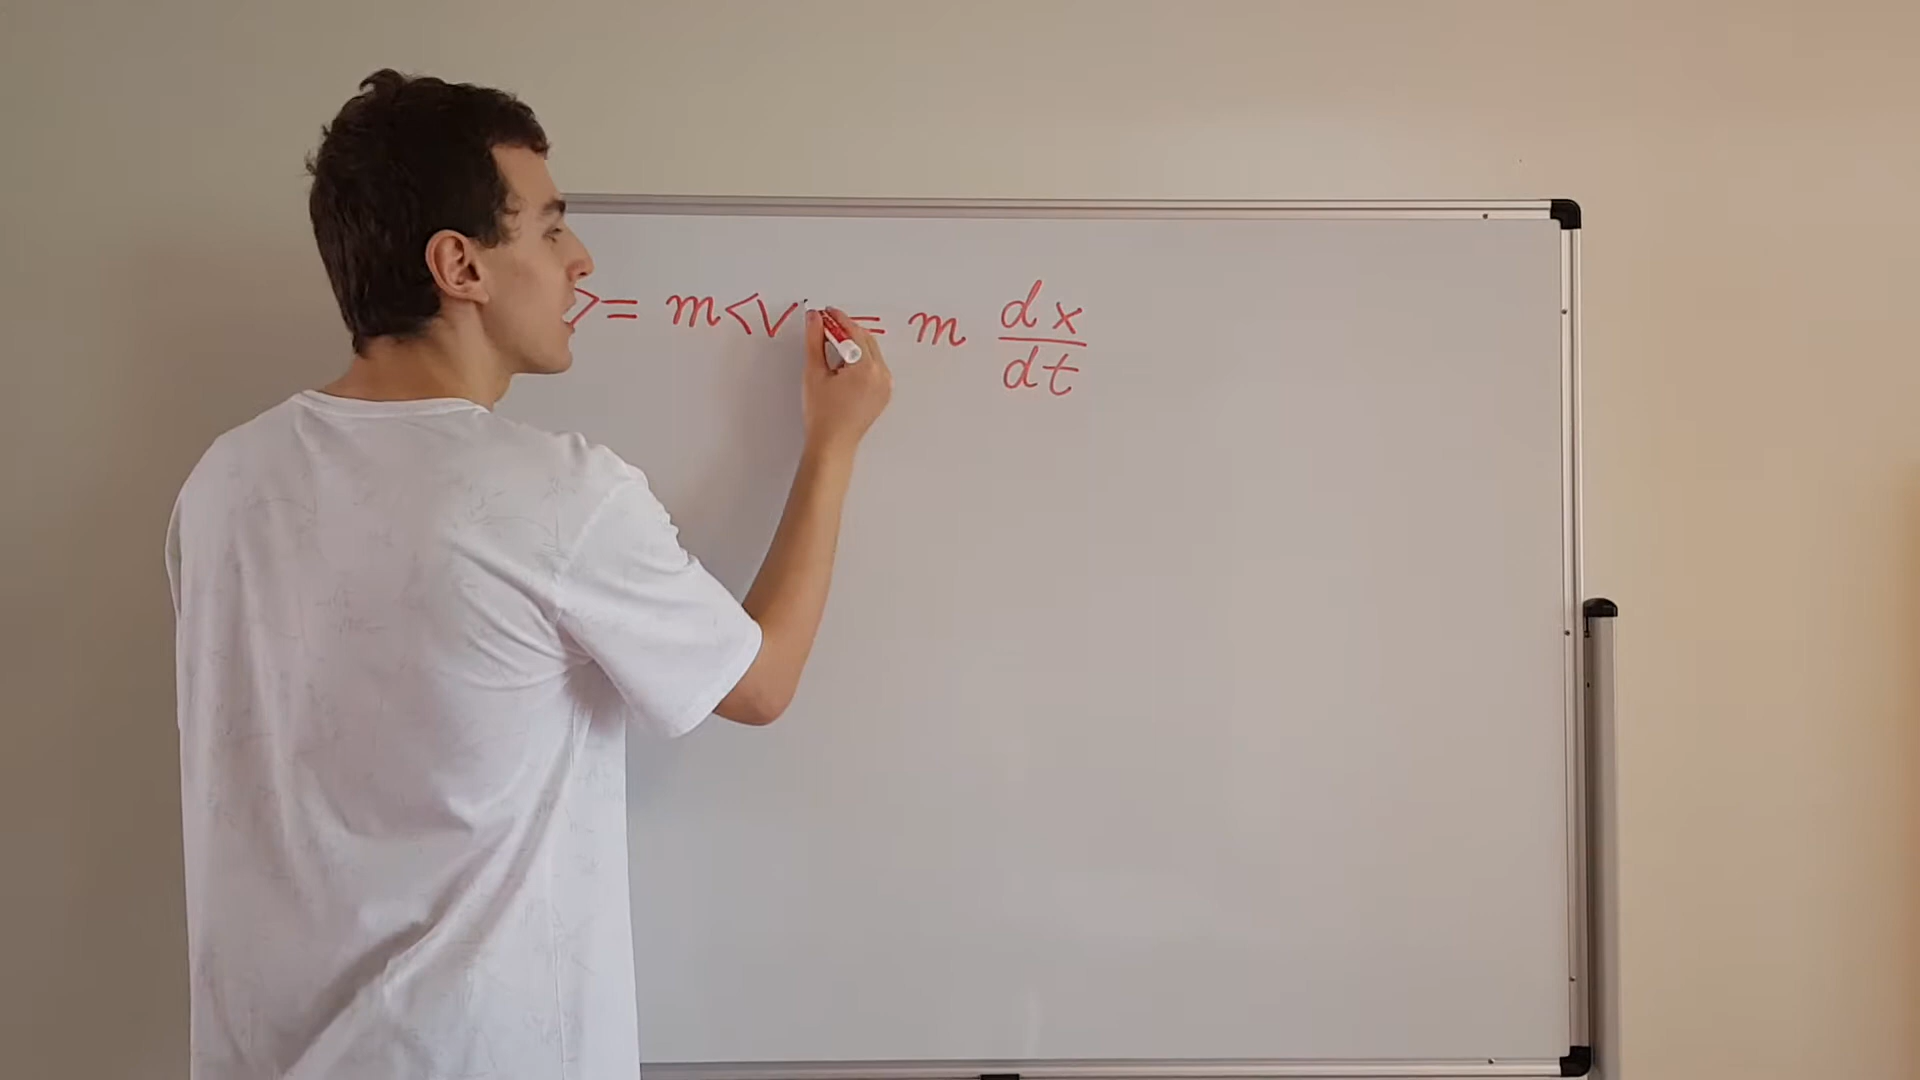 > = m <v = m dx/dt